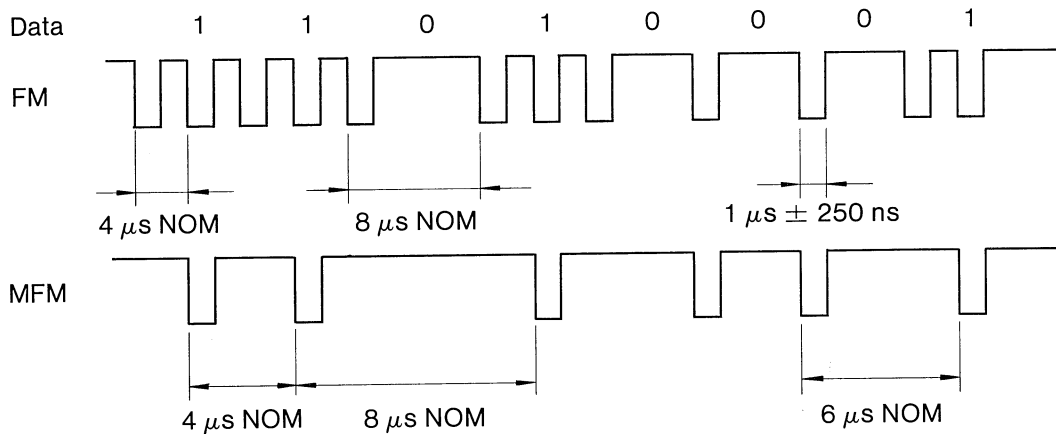 Data 1 1 0 1 0 0 0 1
FM
4 μs NOM 8 μs NOM 1 μs ± 250 ns
MFM
4 μs NOM 8 μs NOM 6 μs NOM